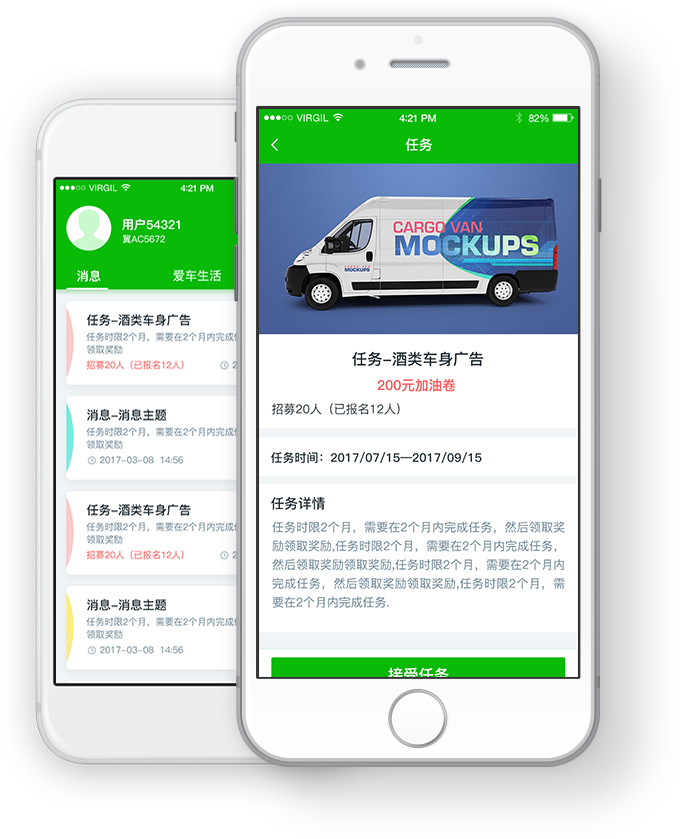 VIRGIL
4:21 PM
用户54321
冀AC5672
消息
爱车生活
任务–酒类车身广告
任务时限2个月，需要在2个月内完成
领取奖励
招募20人（已报名12人）
消息–消息主题
任务时限2个月，需要在2个月内完成
领取奖励
2017-03-08 14:56
任务–酒类车身广告
任务时限2个月，需要在2个月内完成
领取奖励
招募20人（已报名12人）
消息–消息主题
任务时限2个月，需要在2个月内完成
领取奖励
2017-03-08 14:56
VIRGIL
4:21 PM
82%
任务
CARGO VAN
MOCKUPS
CARGO VAN
MOCKUPS
任务–酒类车身广告
200元加油卷
招募20人（已报名12人）
任务时间：2017/07/15—2017/09/15
任务详情
任务时限2个月，需要在2个月内完成任务，然后领取奖
励领取奖励,任务时限2个月，需要在2个月内完成任务，
然后领取奖励领取奖励,任务时限2个月，需要在2个月内
完成任务，然后领取奖励领取奖励,任务时限2个月，需
要在2个月内完成任务.
接受任务